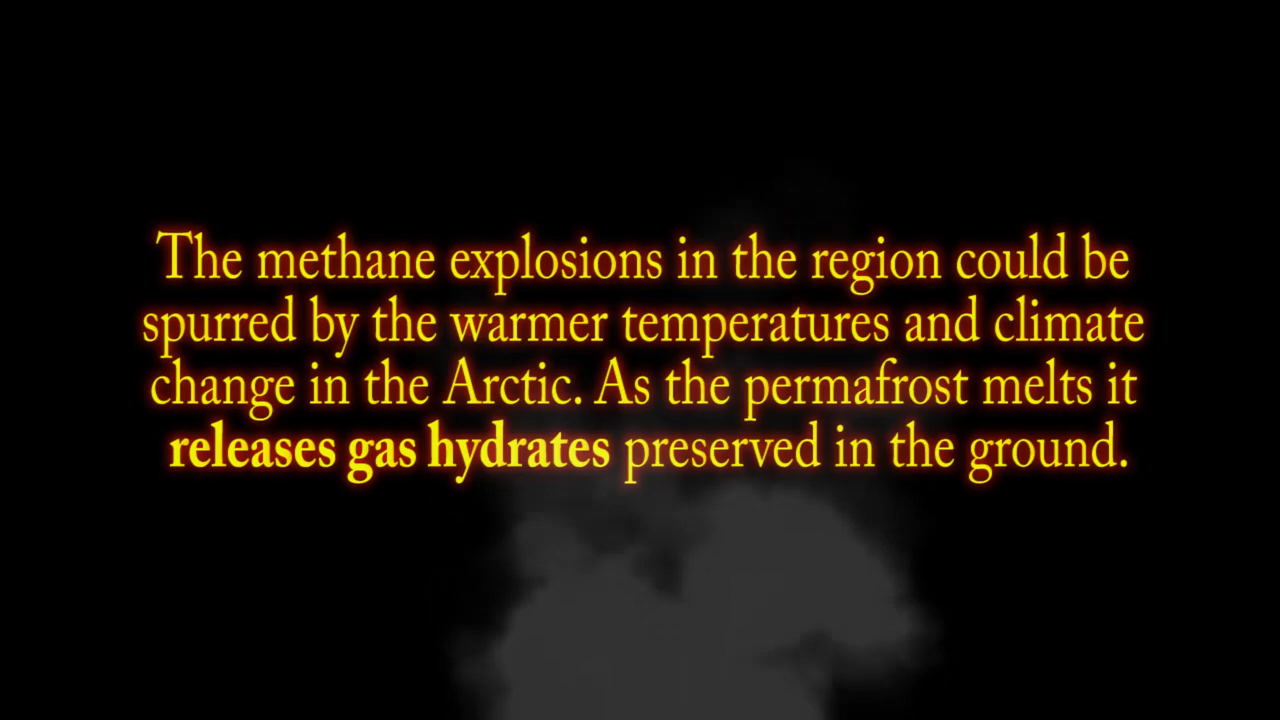 The methane explosions in the region could be
spurred by the warmer temperatures and climate
change in the Arctic. As the permafrost melts it
releases gas hydrates preserved in the ground.